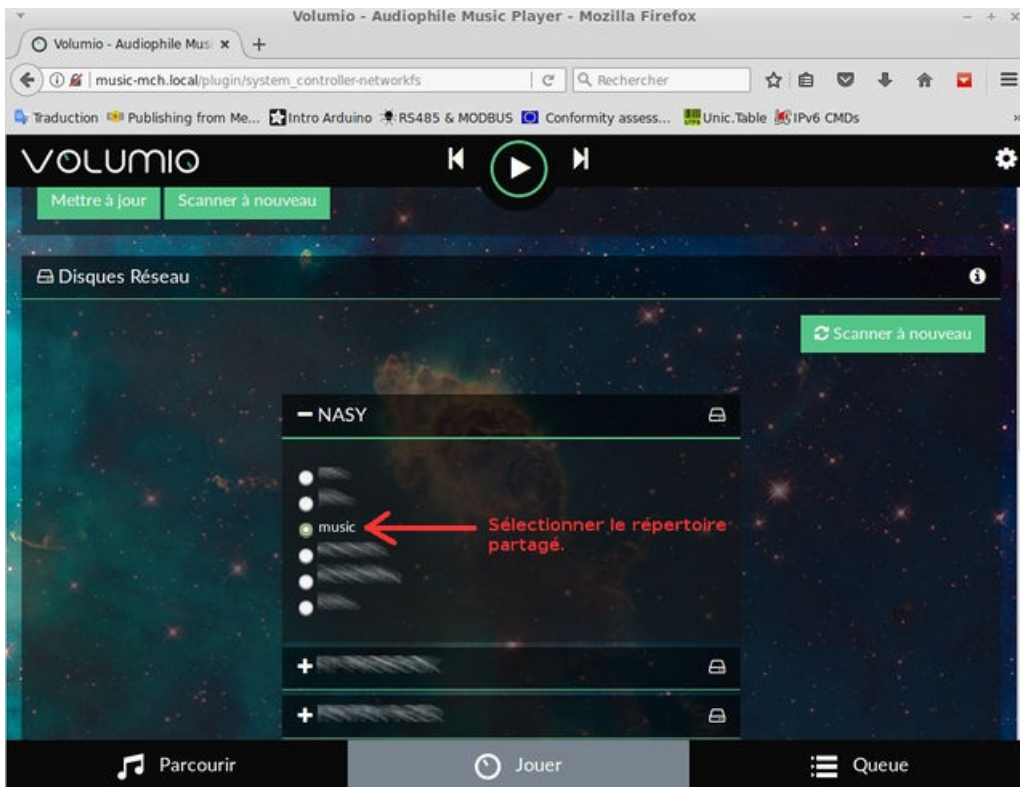 Volumio - Audiophile Music Player - Mozilla Firefox
Volumio - Audiophile Mus
music-mch.local/plugin/system_controller-networkfs
Rechercher
Traduction Publishing from Me... Intro Arduino RS485 & MODBUS Conformity assess... Unic.Table IPv6 CMDs
VOLUMIO
Mettre à jour Scanner à nouveau
Disques Réseau
Scanner à nouveau
NASY
music
Sélectionner le répertoire
partagé.
Parcourir Jouer Queue